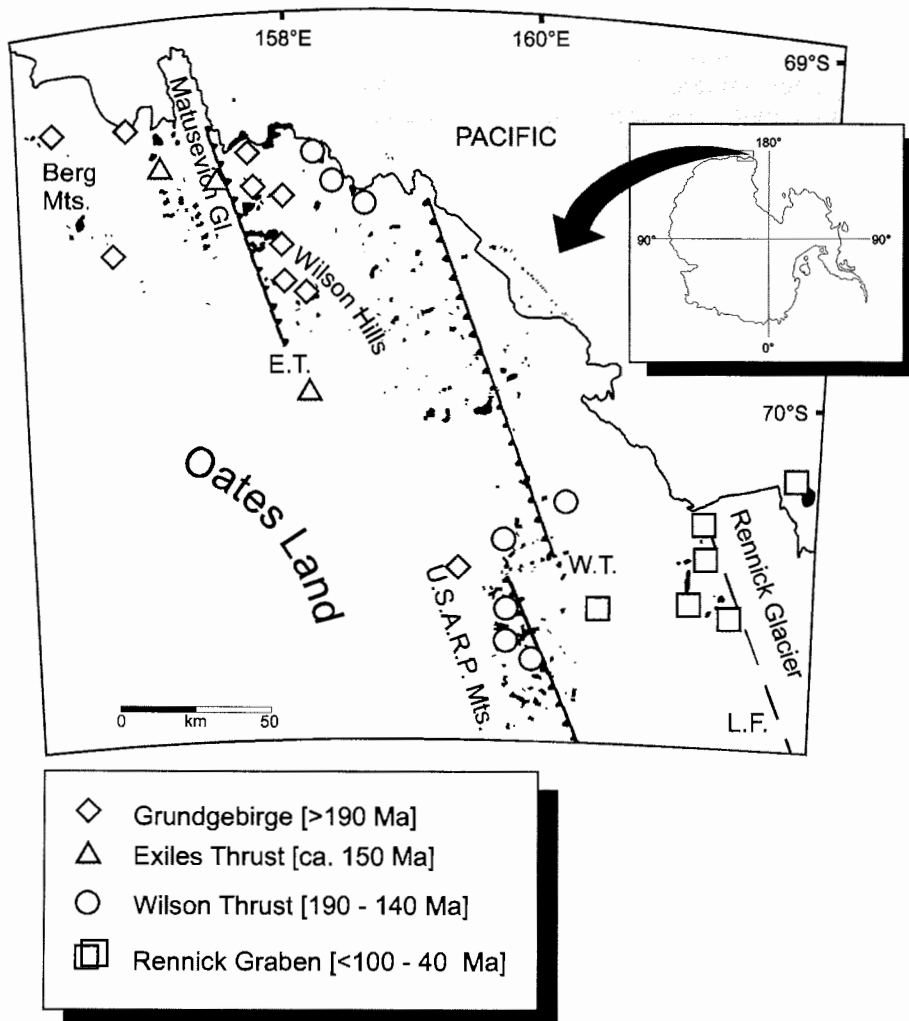 158°E
160°E
69°S
Matusevich Gl.
PACIFIC
Berg
Mts.
180°
90°
90°
0°
Wilson Hills
E.T.
70°S
Oates Land
Rennick Glacier
W.T.
U.S.A.R.P. Mts.
L.F.
0 km 50
Grundgebirge [>190 Ma]
Exiles Thrust [ca. 150 Ma]
Wilson Thrust [190 - 140 Ma]
Rennick Graben [<100 - 40 Ma]